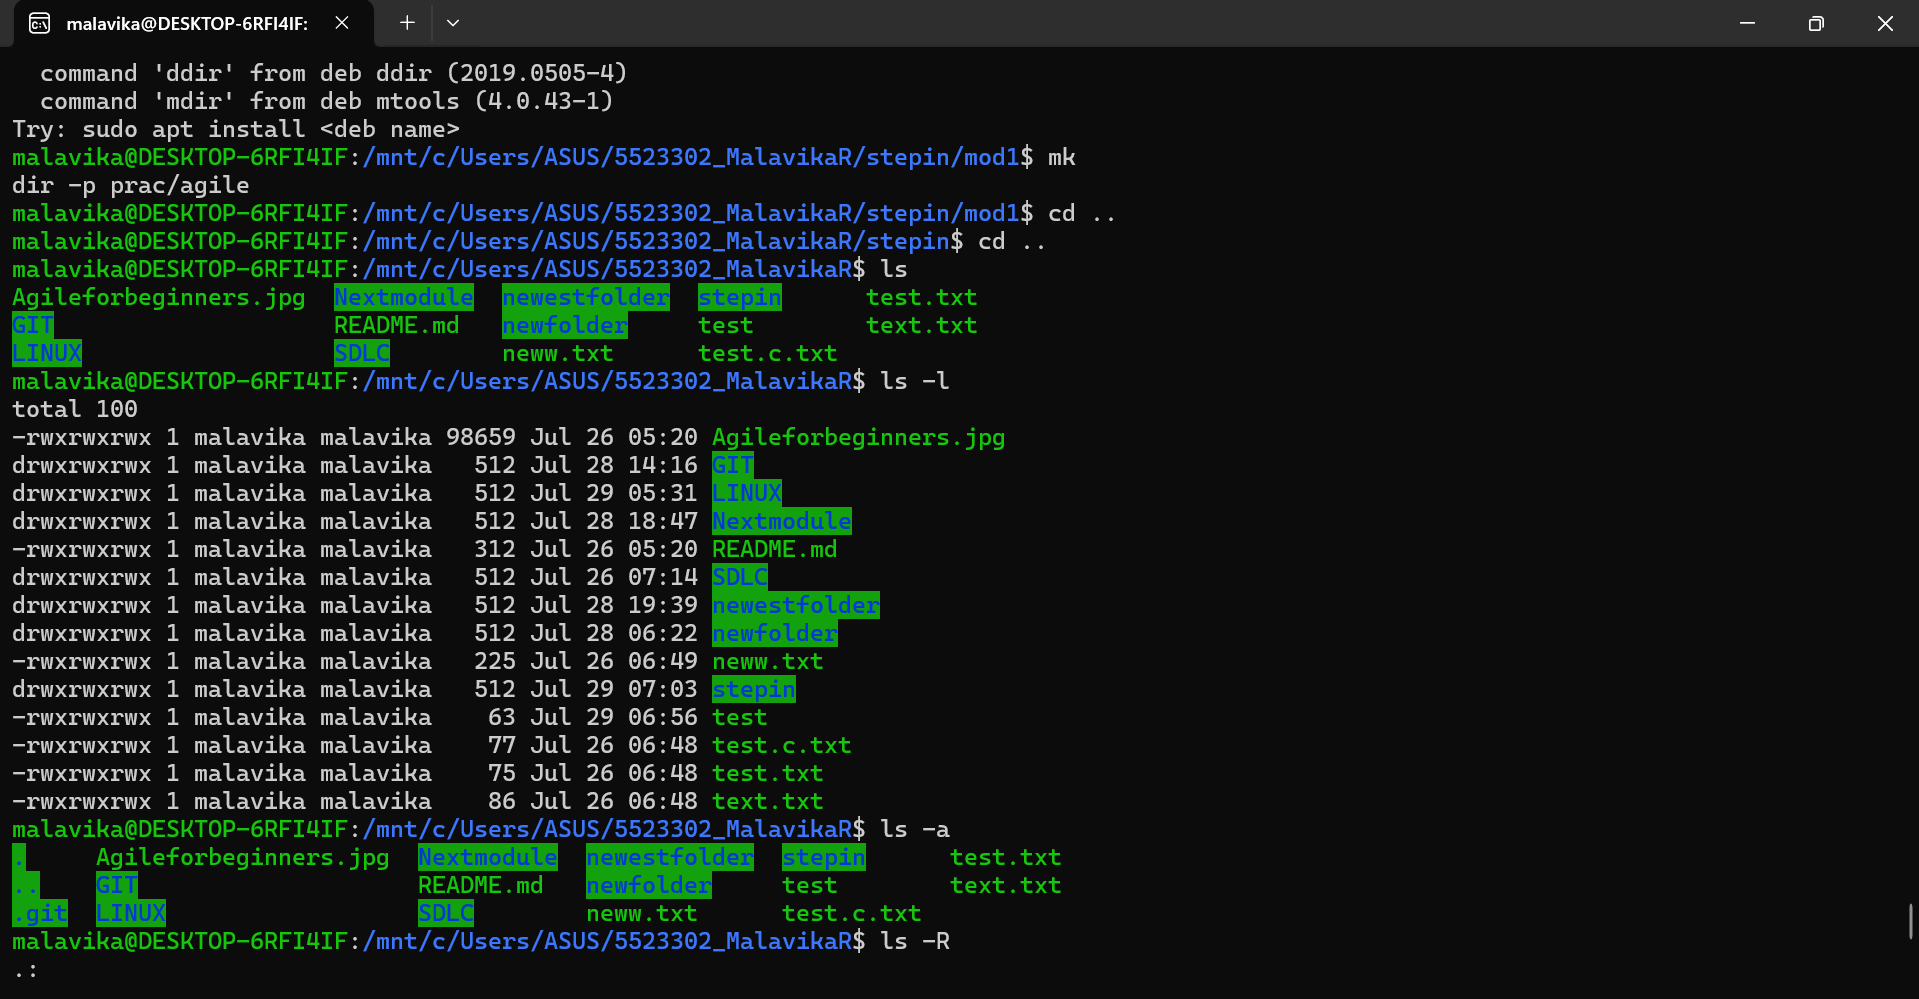 malavika@DESKTOP-6RFI4IF:
command 'ddir' from deb ddir (2019.0505-4)
command 'mdir' from deb mtools (4.0.43-1)
Try: sudo apt install <deb name>
malavika@DESKTOP-6RFI4IF:/mnt/c/Users/ASUS/5523302_MalavikaR/stepin/mod1$ mk
dir -p prac/agile
malavika@DESKTOP-6RFI4IF:/mnt/c/Users/ASUS/5523302_MalavikaR/stepin/mod1$ cd ..
malavika@DESKTOP-6RFI4IF:/mnt/c/Users/ASUS/5523302_MalavikaR/stepin$ cd ..
malavika@DESKTOP-6RFI4IF:/mnt/c/Users/ASUS/5523302_MalavikaR$ ls
Agileforbeginners.jpg  Nextmodule  newestfolder  stepin      test.txt
GIT                    README.md   newfolder     test        text.txt
LINUX                  SDLC        neww.txt      test.c.txt
malavika@DESKTOP-6RFI4IF:/mnt/c/Users/ASUS/5523302_MalavikaR$ ls -l
total 100
-rwxrwxrwx 1 malavika malavika 98659 Jul 26 05:20 Agileforbeginners.jpg
drwxrwxrwx 1 malavika malavika   512 Jul 28 14:16 GIT
drwxrwxrwx 1 malavika malavika   512 Jul 29 05:31 LINUX
drwxrwxrwx 1 malavika malavika   512 Jul 28 18:47 Nextmodule
-rwxrwxrwx 1 malavika malavika   312 Jul 26 05:20 README.md
drwxrwxrwx 1 malavika malavika   512 Jul 26 07:14 SDLC
drwxrwxrwx 1 malavika malavika   512 Jul 28 19:39 newestfolder
drwxrwxrwx 1 malavika malavika   512 Jul 28 06:22 newfolder
-rwxrwxrwx 1 malavika malavika   225 Jul 26 06:49 neww.txt
drwxrwxrwx 1 malavika malavika   512 Jul 29 07:03 stepin
-rwxrwxrwx 1 malavika malavika    63 Jul 29 06:56 test
-rwxrwxrwx 1 malavika malavika    77 Jul 26 06:48 test.c.txt
-rwxrwxrwx 1 malavika malavika    75 Jul 26 06:48 test.txt
-rwxrwxrwx 1 malavika malavika    86 Jul 26 06:48 text.txt
malavika@DESKTOP-6RFI4IF:/mnt/c/Users/ASUS/5523302_MalavikaR$ ls -a
.     Agileforbeginners.jpg  Nextmodule  newestfolder  stepin      test.txt
..    GIT                    README.md   newfolder     test        text.txt
.git  LINUX                  SDLC        neww.txt      test.c.txt
malavika@DESKTOP-6RFI4IF:/mnt/c/Users/ASUS/5523302_MalavikaR$ ls -R
.: